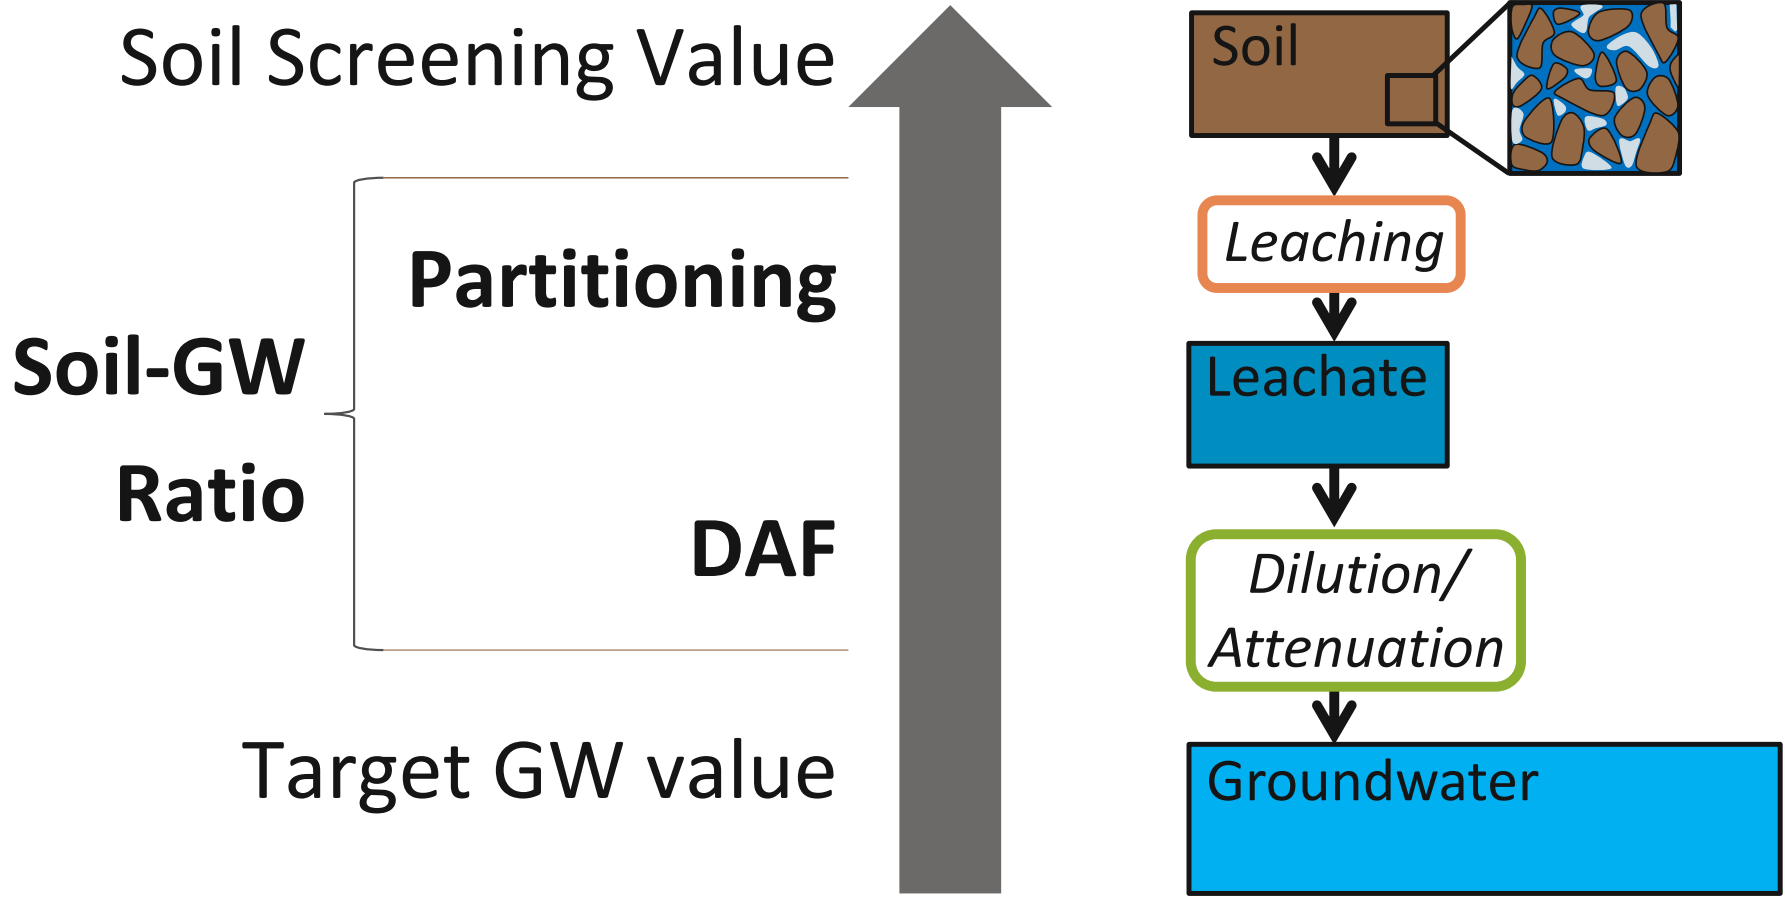 Soil Screening Value
Partitioning
Soil-GW
Ratio
DAF
Target GW value
Soil
Leaching
Leachate
Dilution/
Attenuation
Groundwater